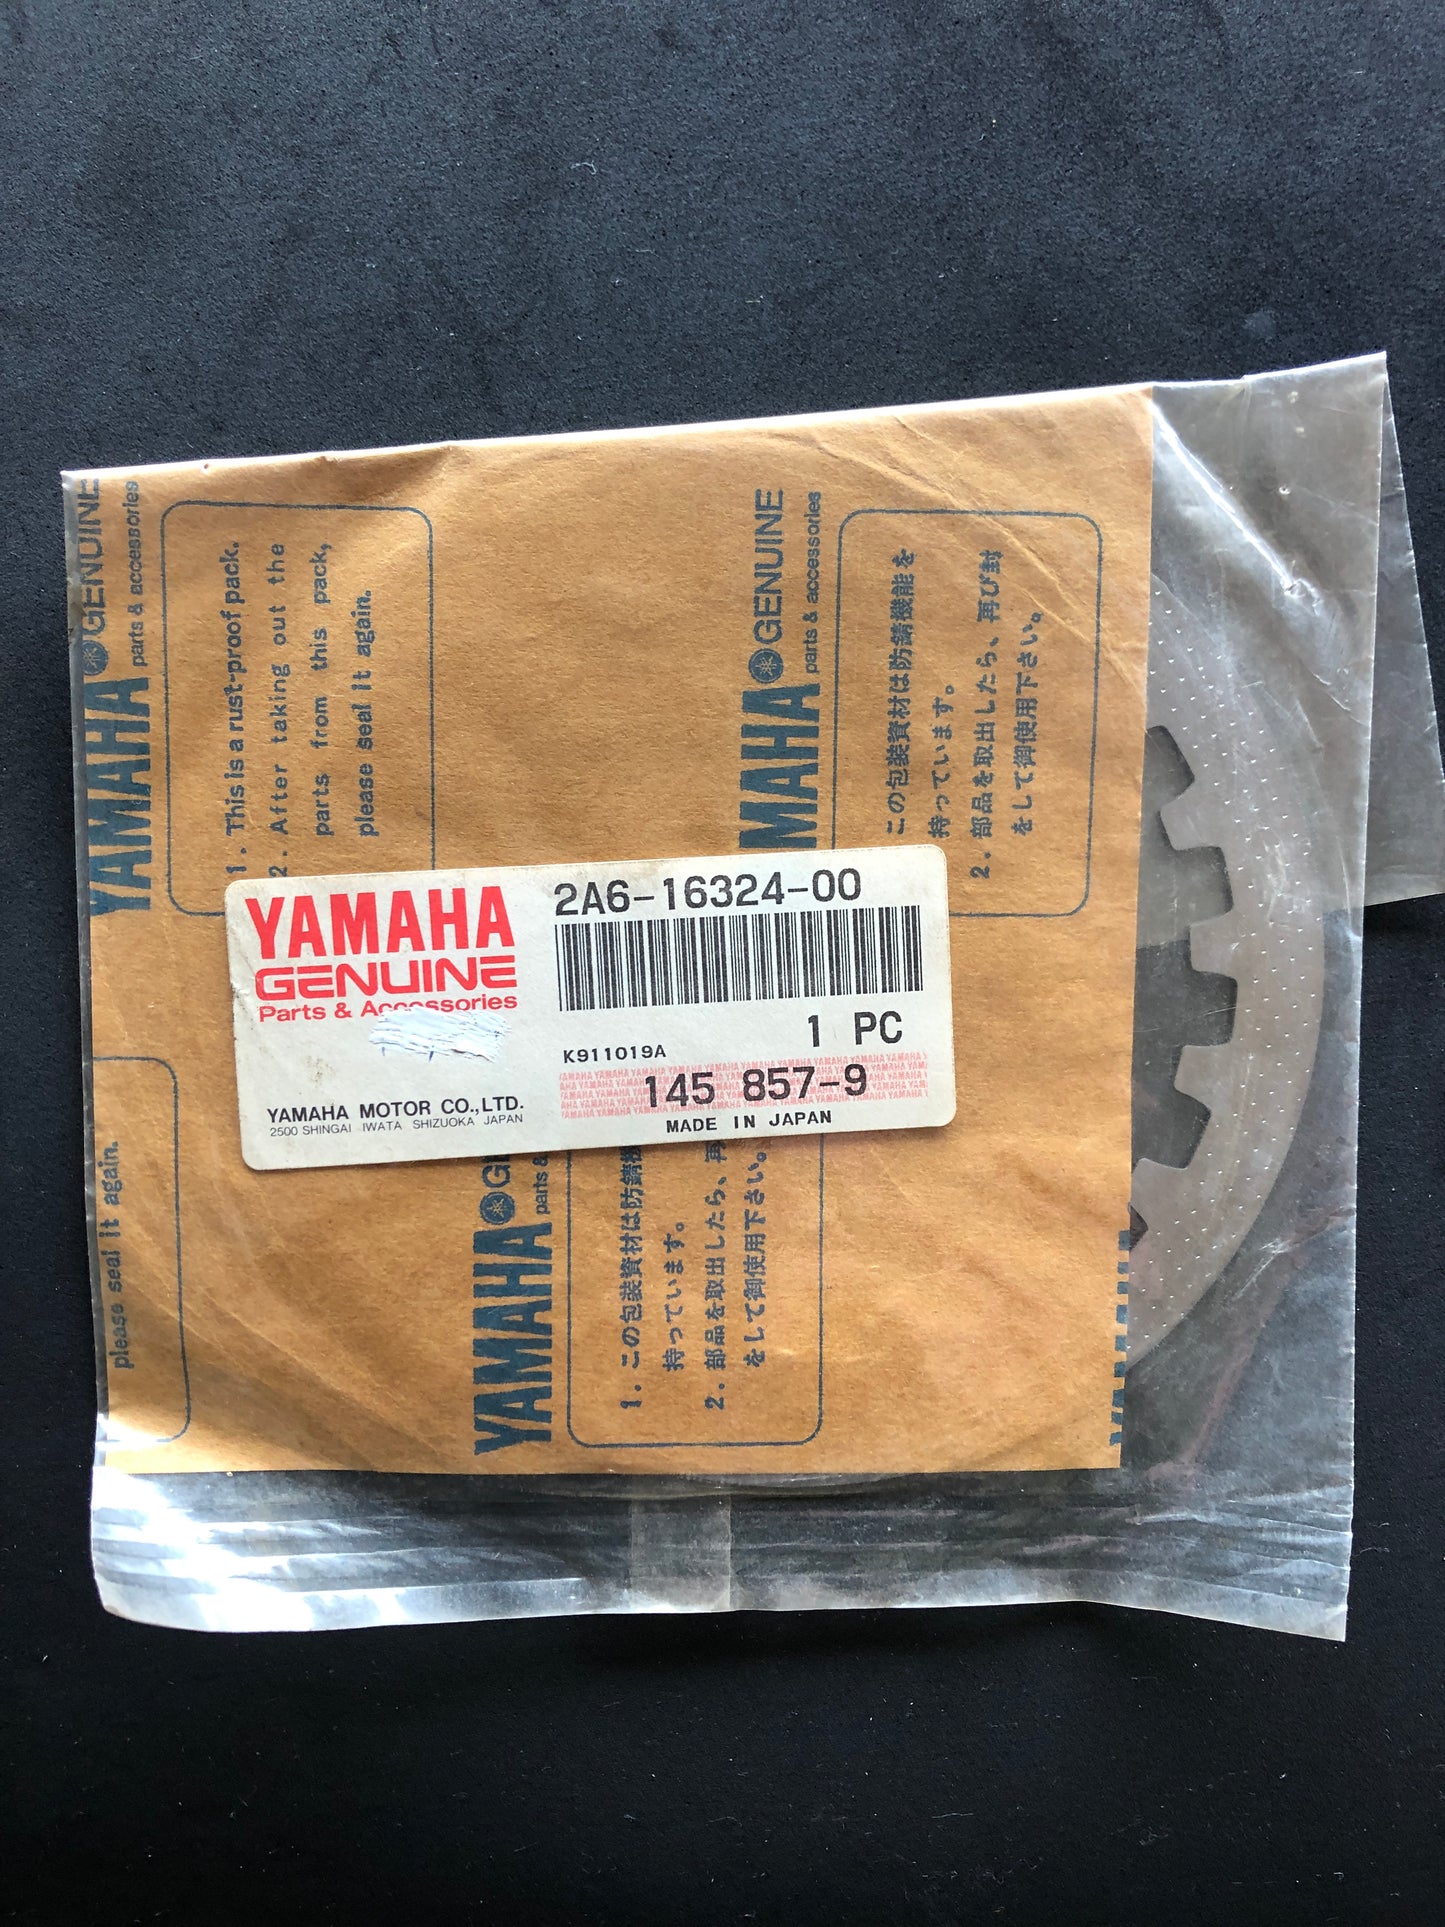 YAMAHA GENUINE
parts & accessories
1. This is a rust-proof pack.
2. After taking out the
parts from this pack,
please seal it again.
YAMAHA GENUINE
parts & accessories
この包装資材は防錆機能を
持っています。
2. 部品を取出したら、再び封
をして御使用下さい。
YAMAHA
GENUINE
Parts & Accessories
2A6-16324-00
1 PC
K911019A
145 857-9
MADE IN JAPAN
YAMAHA MOTOR CO.,LTD.
2500 SHINGAI IWATA SHIZUOKA JAPAN
please seal it again.
YAMAHA GE
parts &
1. この包装資材は防錆機
持っています。
2. 部品を取出したら、再
をして御使用下さい。